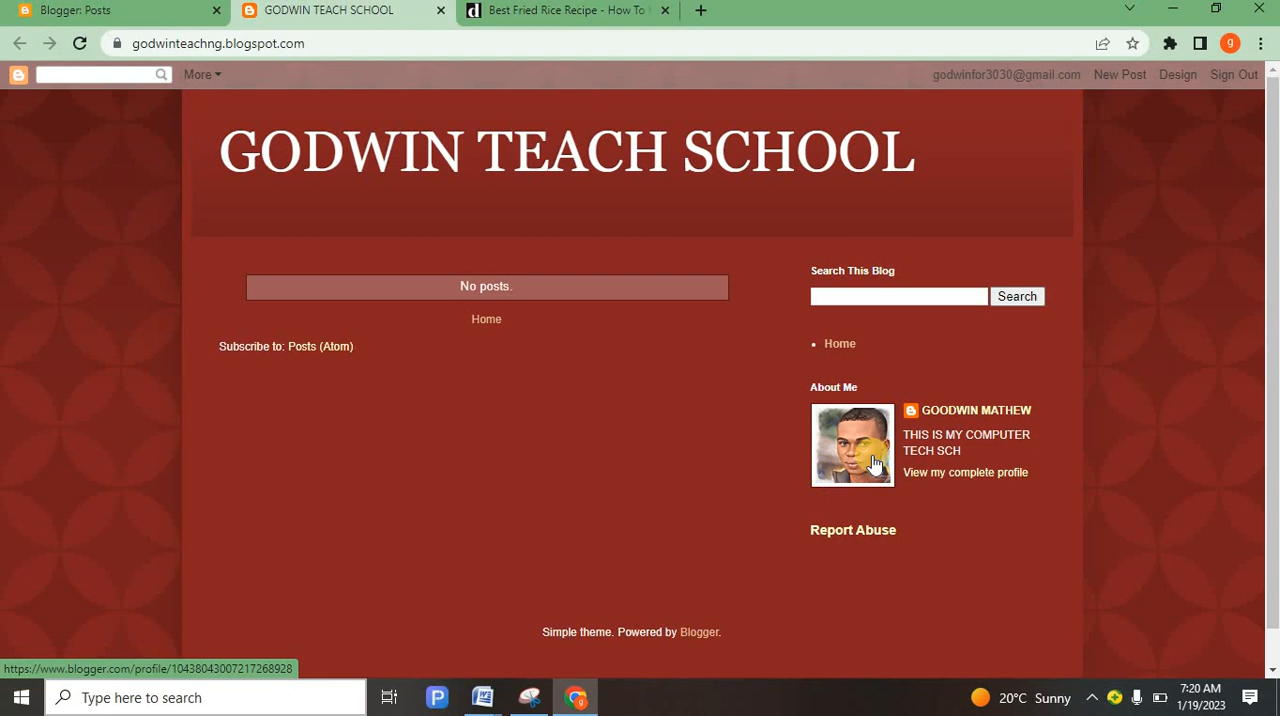 Blogger: Posts
GODWIN TEACH SCHOOL
Best Fried Rice Recipe - How To
godwinteachng.blogspot.com
g
More
godwinfor3030@gmail.com
New Post
Design
Sign Out
GODWIN TEACH SCHOOL
No posts.
Home
Subscribe to: Posts (Atom)
Search This Blog
Search
Home
About Me
GOODWIN MATHEW
THIS IS MY COMPUTER
TECH SCH
View my complete profile
Report Abuse
Simple theme. Powered by Blogger.
https://www.blogger.com/profile/10438043007217268928
Type here to search
20°C Sunny
7:20 AM
1/19/2023